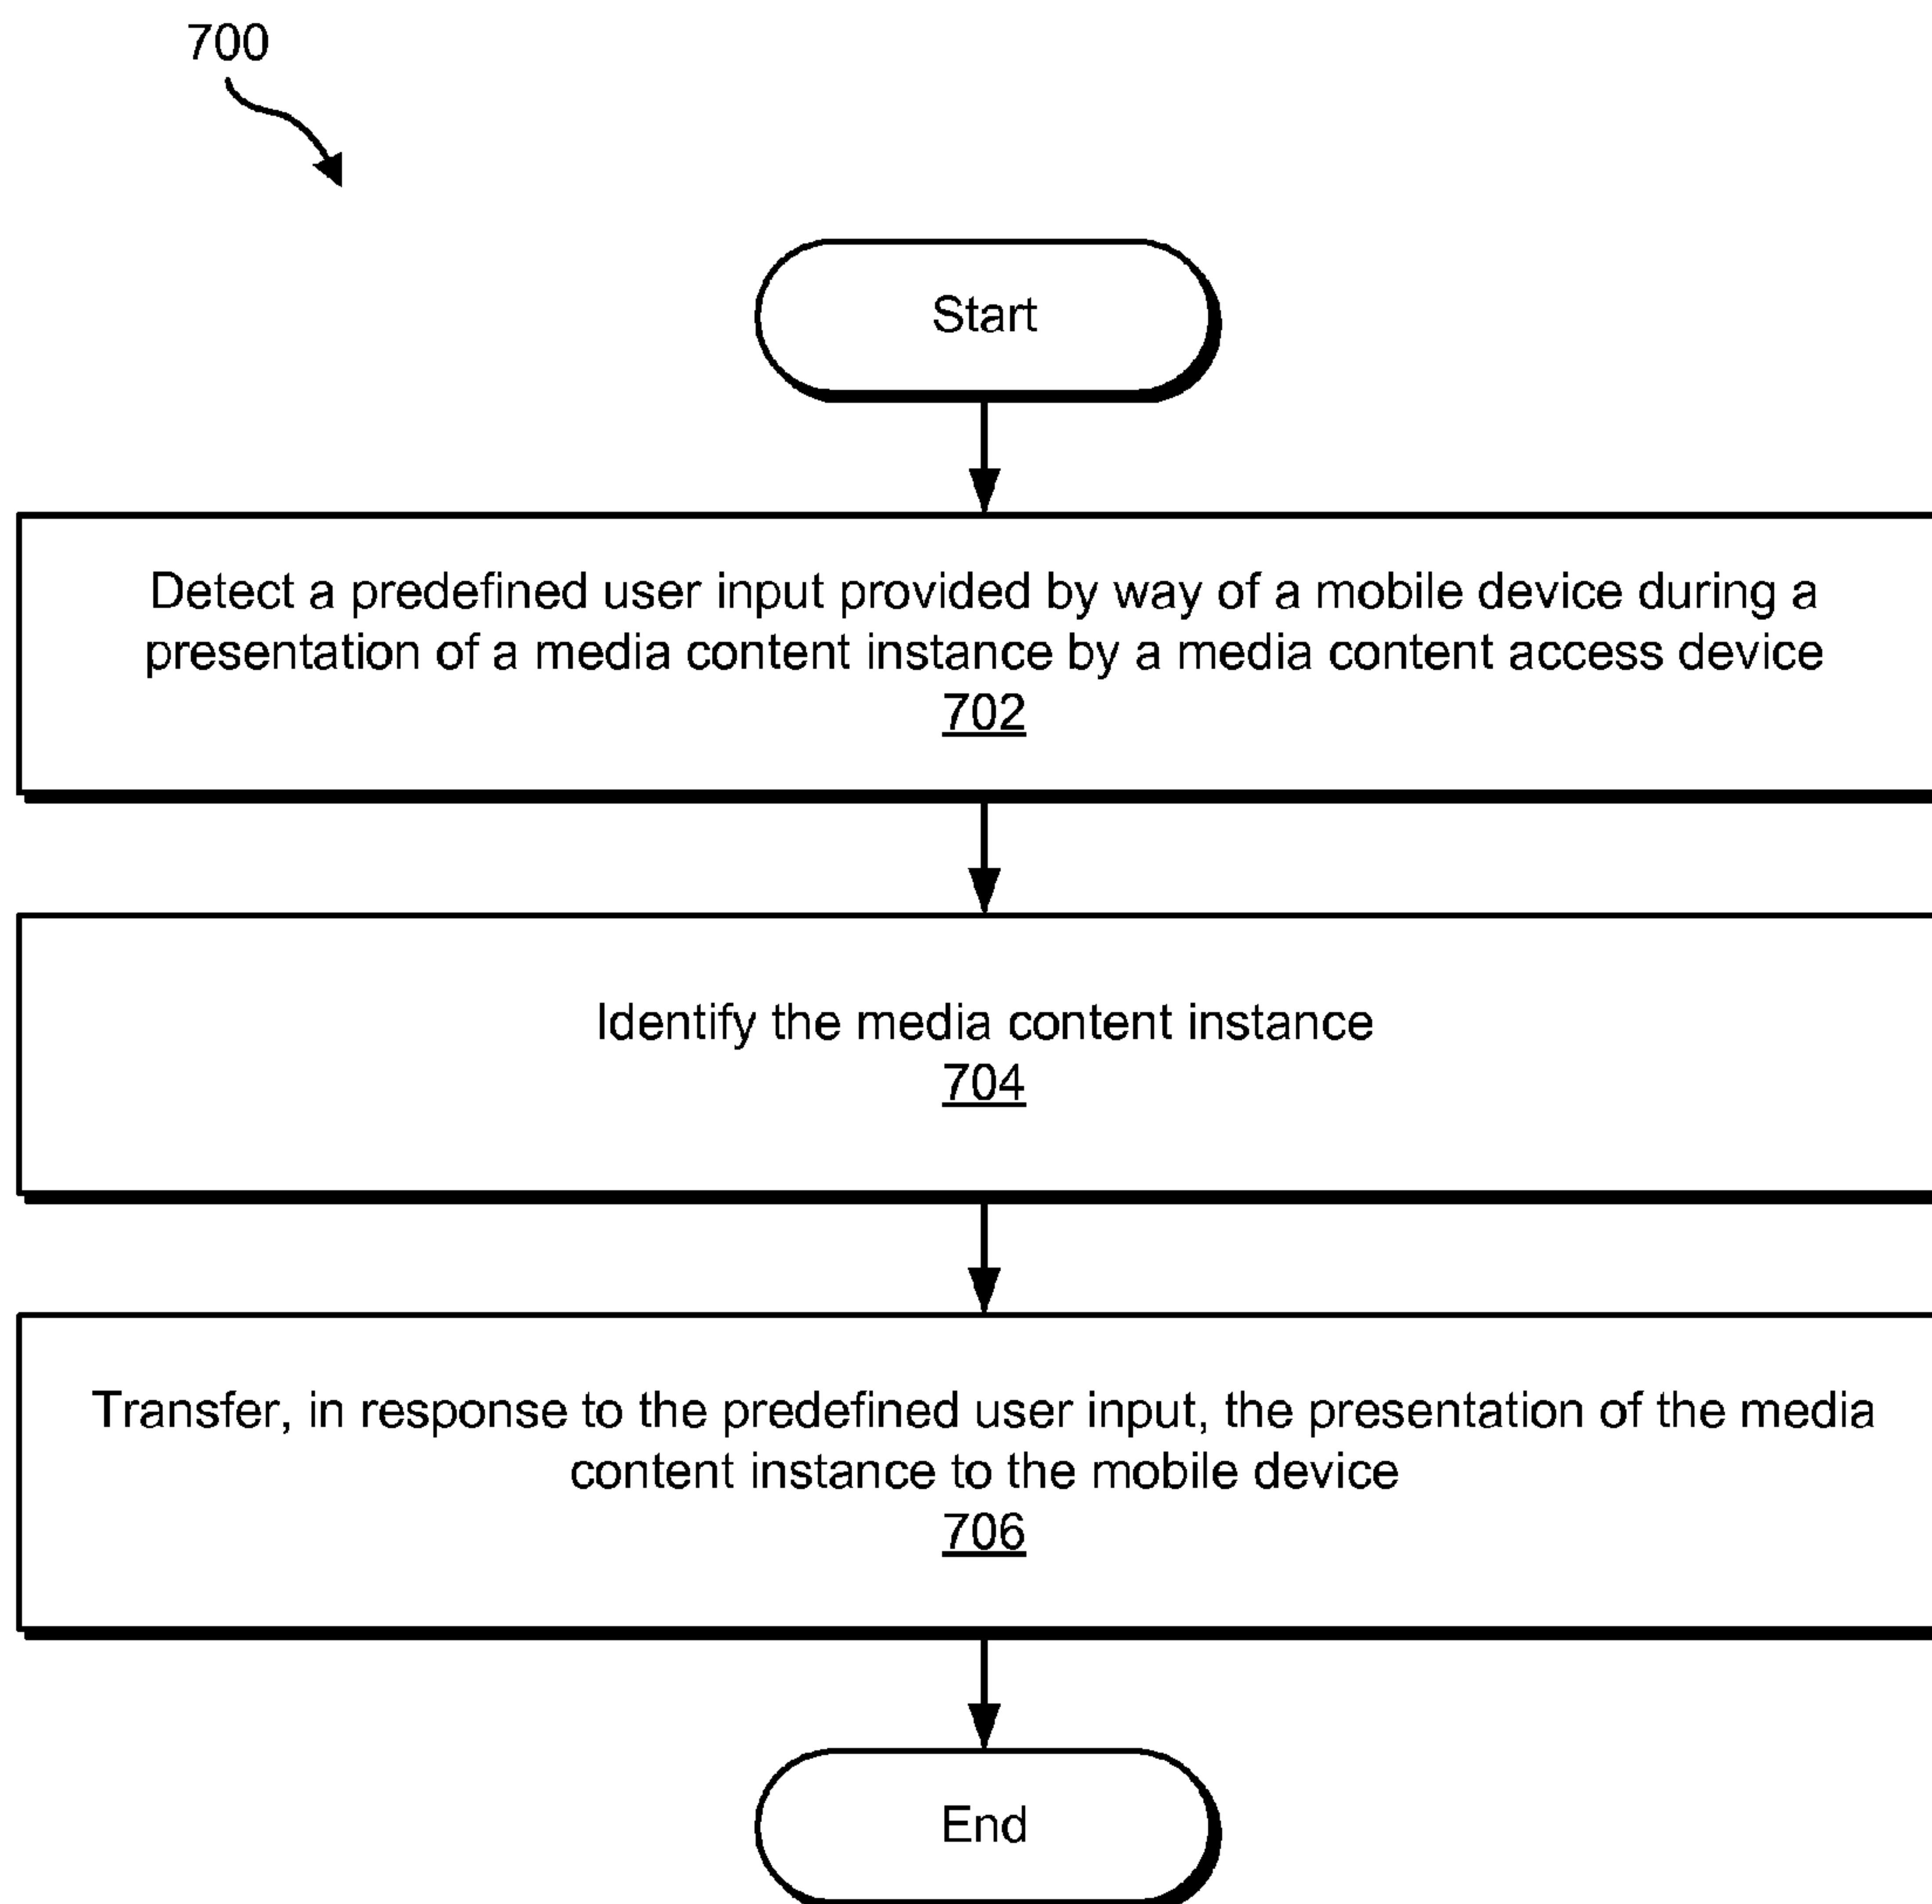 700
Start
Detect a predefined user input provided by way of a mobile device during a
presentation of a media content instance by a media content access device
702
Identify the media content instance
704
Transfer, in response to the predefined user input, the presentation of the media
content instance to the mobile device
706
End